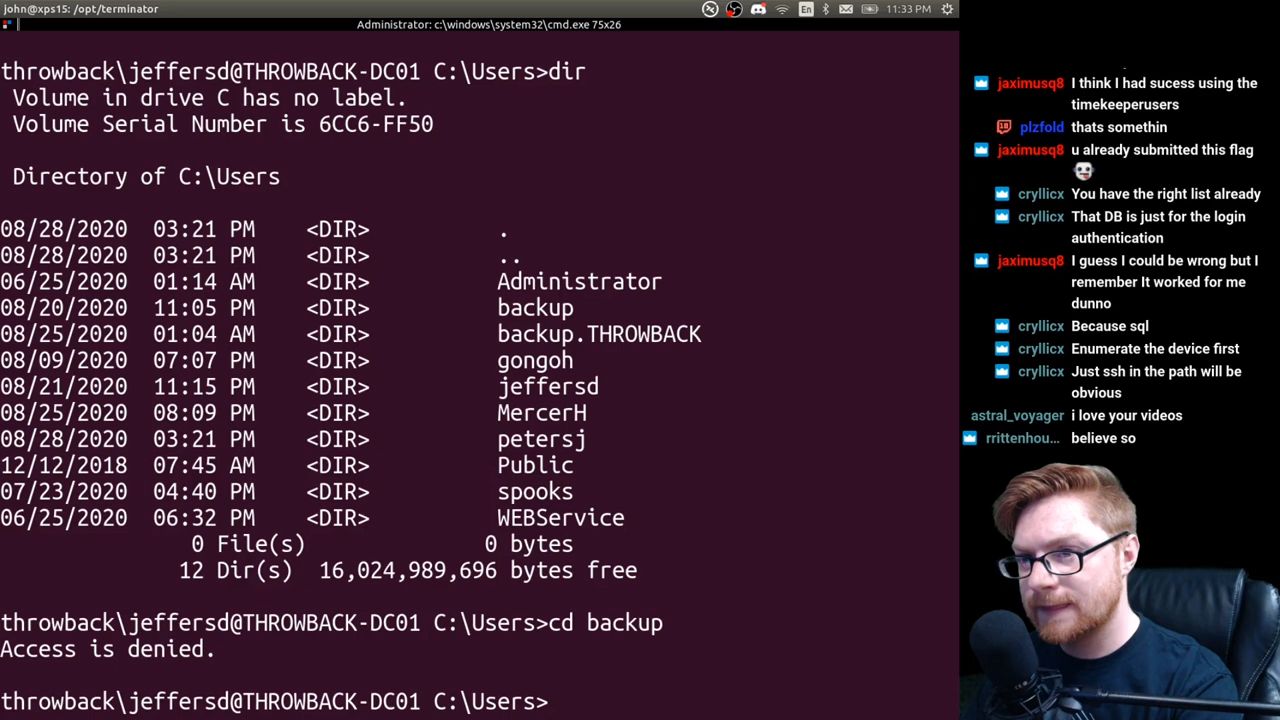 john@xps15: /opt/terminator
En
11:33 PM
Administrator: c:\windows\system32\cmd.exe 75x26
throwback\jeffersd@THROWBACK-DC01 C:\Users>dir
Volume in drive C has no label.
Volume Serial Number is 6CC6-FF50
Directory of C:\Users
08/28/2020 03:21 PM <DIR> .
08/28/2020 03:21 PM <DIR> ..
06/25/2020 01:14 AM <DIR> Administrator
08/20/2020 11:05 PM <DIR> backup
08/25/2020 01:04 AM <DIR> backup.THROWBACK
08/09/2020 07:07 PM <DIR> gongoh
08/21/2020 11:15 PM <DIR> jeffersd
08/25/2020 08:09 PM <DIR> MercerH
08/28/2020 03:21 PM <DIR> petersj
12/12/2018 07:45 AM <DIR> Public
07/23/2020 04:40 PM <DIR> spooks
06/25/2020 06:32 PM <DIR> WEBService
0 File(s) 0 bytes
12 Dir(s) 16,024,989,696 bytes free
throwback\jeffersd@THROWBACK-DC01 C:\Users>cd backup
Access is denied.
throwback\jeffersd@THROWBACK-DC01 C:\Users>
jaximusq8 I think I had sucess using the
timekeeperusers
plzfold thats somethin
jaximusq8 u already submitted this flag
cryllicx You have the right list already
cryllicx That DB is just for the login
authentication
jaximusq8 I guess I could be wrong but I
remember It worked for me
dunno
cryllicx Because sql
cryllicx Enumerate the device first
cryllicx Just ssh in the path will be
obvious
astral_voyager i love your videos
rrittenhou... believe so